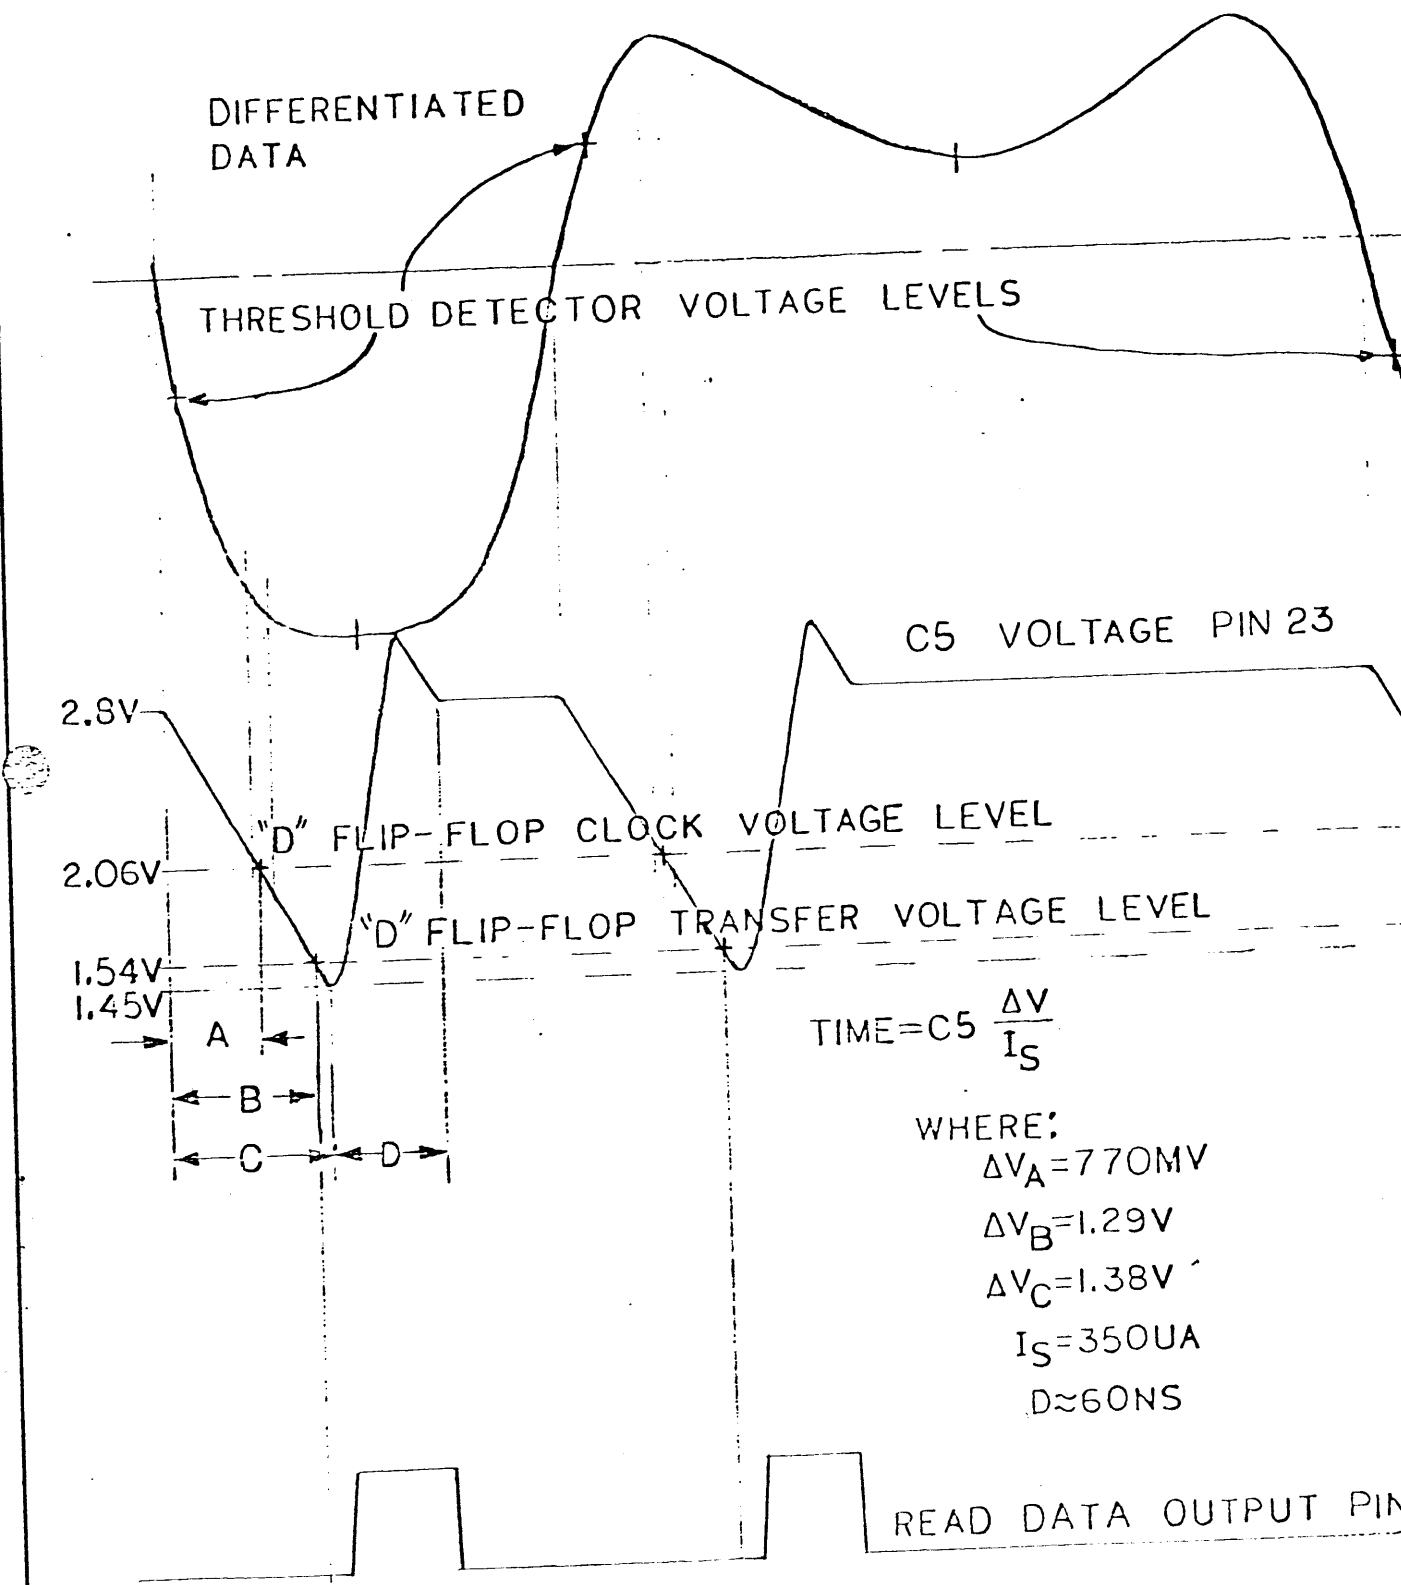 DIFFERENTIATED
DATA
THRESHOLD DETECTOR VOLTAGE LEVELS
C5 VOLTAGE PIN 23
2.8V
"D" FLIP-FLOP CLOCK VOLTAGE LEVEL
2.06V
"D" FLIP-FLOP TRANSFER VOLTAGE LEVEL
1.54V
1.45V
A
B
C
D
TIME=C5 ΔV/IS
WHERE:
ΔVA=770MV
ΔVB=1.29V
ΔVC=1.38V
IS=350UA
D≈60NS
READ DATA OUTPUT PIN